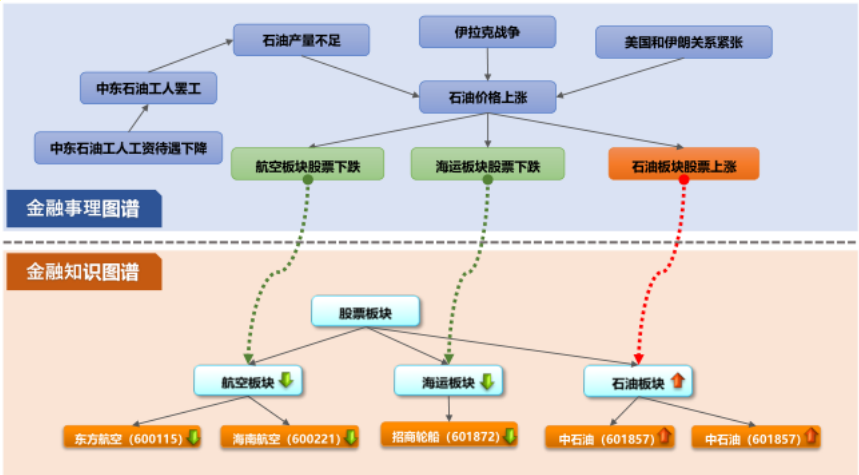 石油产量不足
伊拉克战争
美国和伊朗关系紧张
中东石油工人罢工
石油价格上涨
中东石油工人工资待遇下降
航空板块股票下跌
海运板块股票下跌
石油板块股票上涨
金融事理图谱
金融知识图谱
股票板块
航空板块
海运板块
石油板块
东方航空（600115）
海南航空（600221）
招商轮船（601872）
中石油（601857）
中石油（601857）